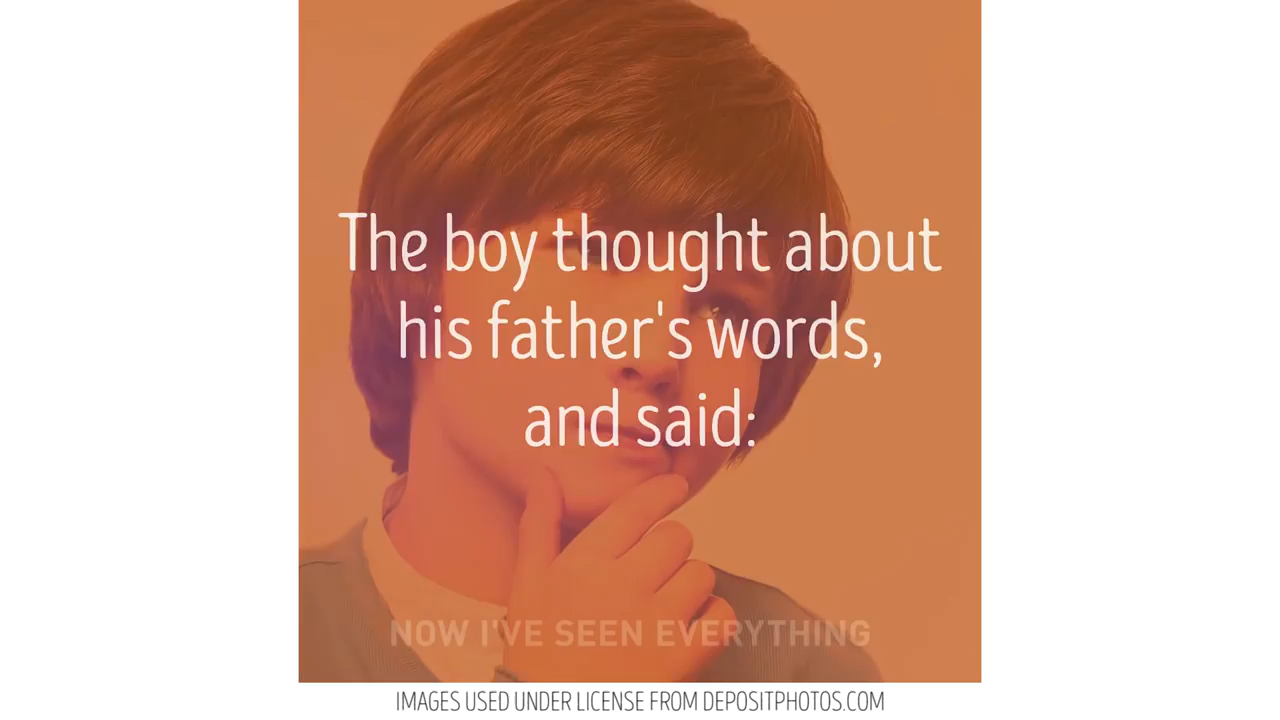 The boy thought about
his father's words,
and said:
NOW I'VE SEEN EVERYTHING
IMAGES USED UNDER LICENSE FROM DEPOSITPHOTOS.COM